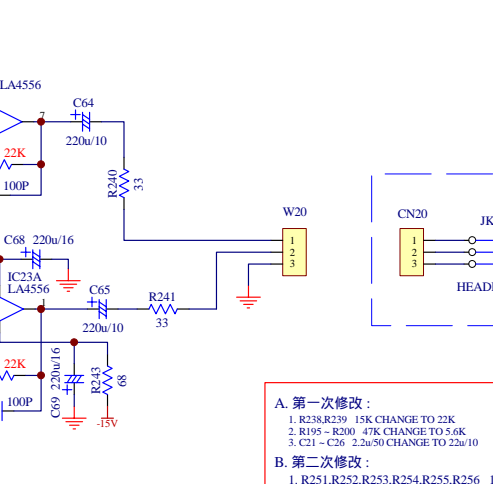 LA4556
C64
7
220u/10
22K
100P
R240
33
W20
1
2
3
CN20
1
2
3
JK
HEAD
C68 220u/16
IC23A
LA4556
1
C65
220u/10
R241
33
22K
100P
C69 220u/16
R243
68
-15V
A. 第一次修改 :
1. R238,R239 15K CHANGE TO 22K
2. R195 ~ R200 47K CHANGE TO 5.6K
3. C21 ~ C26 2.2u/50 CHANGE TO 22u/10
B. 第二次修改 :
1. R251,R252,R253,R254,R255,R256